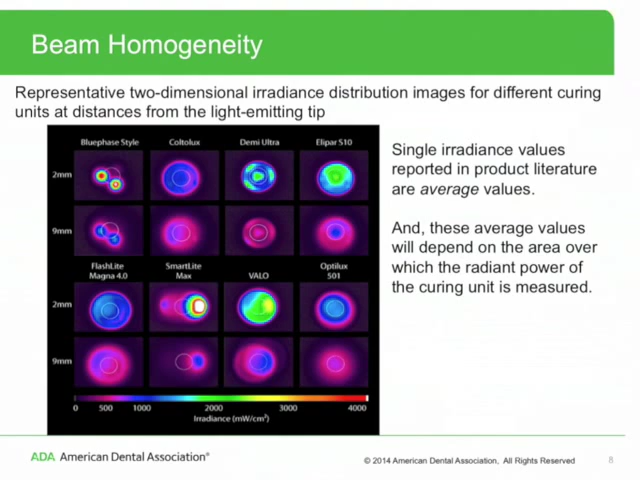 Beam Homogeneity
Representative two-dimensional irradiance distribution images for different curing
units at distances from the light-emitting tip
Bluephase Style Coltolux Demi Ultra Elipar S10
2mm
9mm
FlashLite SmartLite Optilux
Magna 4.0 Max VALO 501
2mm
9mm
0 500 1000 2000 3000 4000
Irradiance (mW/cm²)
Single irradiance values
reported in product literature
are average values.
And, these average values
will depend on the area over
which the radiant power of
the curing unit is measured.
ADA American Dental Association®
© 2014 American Dental Association, All Rights Reserved 8